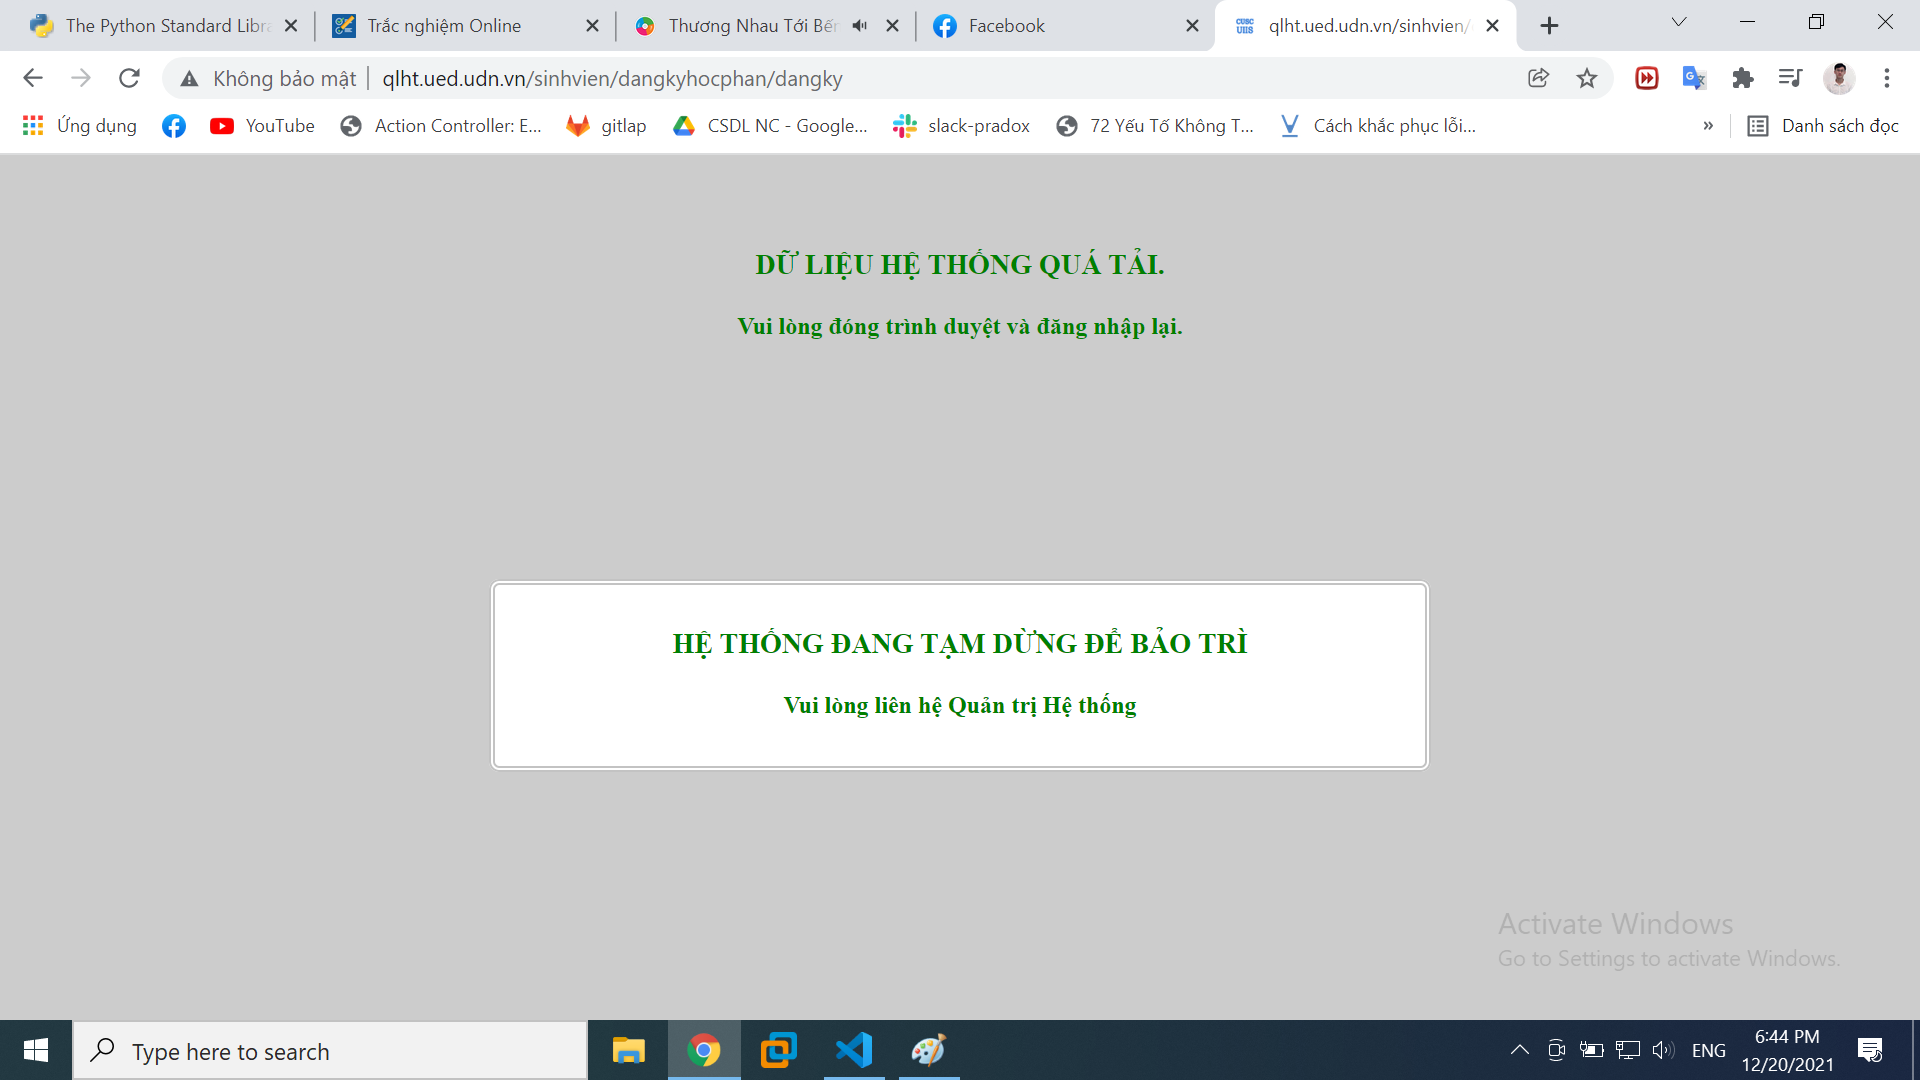 The Python Standard Libra
Trắc nghiệm Online
Thương Nhau Tới Bến
Facebook
qlht.ued.udn.vn/sinhvien/
Không bảo mật
qlht.ued.udn.vn/sinhvien/dangkyhocphan/dangky
Ứng dụng
YouTube
Action Controller: E...
gitlap
CSDL NC - Google...
slack-pradox
72 Yếu Tố Không T...
Cách khắc phục lỗi...
»
Danh sách đọc
DỮ LIỆU HỆ THỐNG QUÁ TẢI.
Vui lòng đóng trình duyệt và đăng nhập lại.
HỆ THỐNG ĐANG TẠM DỪNG ĐỂ BẢO TRÌ
Vui lòng liên hệ Quản trị Hệ thống
Activate Windows
Go to Settings to activate Windows.
Type here to search
ENG
6:44 PM
12/20/2021